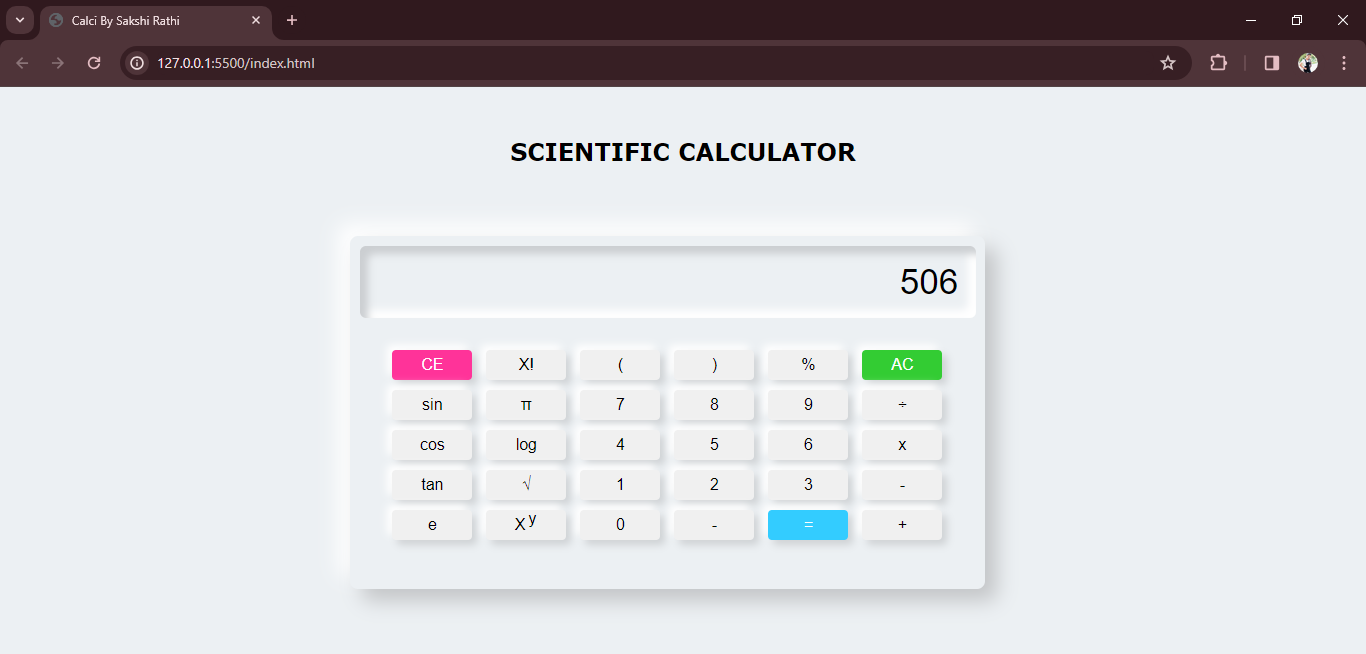 Calci By Sakshi Rathi
127.0.0.1:5500/index.html
SCIENTIFIC CALCULATOR
506
CE X! ( ) % AC
sin π 7 8 9 ÷
cos log 4 5 6 x
tan √ 1 2 3 -
e X y 0 - = +